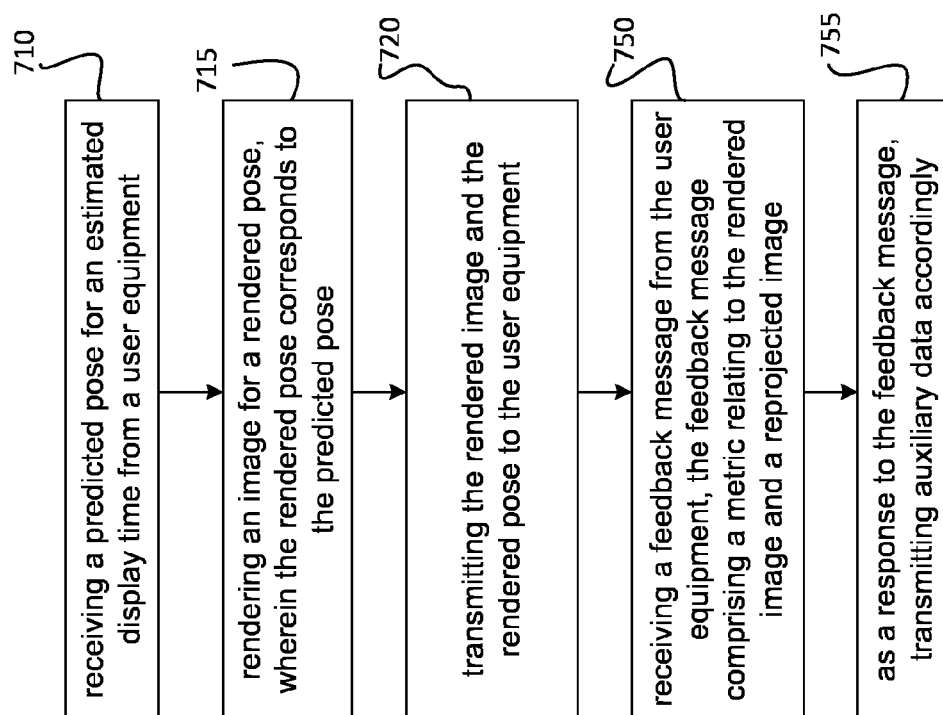 710
receiving a predicted pose for an estimated
display time from a user equipment
715
rendering an image for a rendered pose,
wherein the rendered pose corresponds to
the predicted pose
720
transmitting the rendered image and the
rendered pose to the user equipment
750
receiving a feedback message from the user
equipment, the feedback message
comprising a metric relating to the rendered
image and a reprojected image
755
as a response to the feedback message,
transmitting auxiliary data accordingly